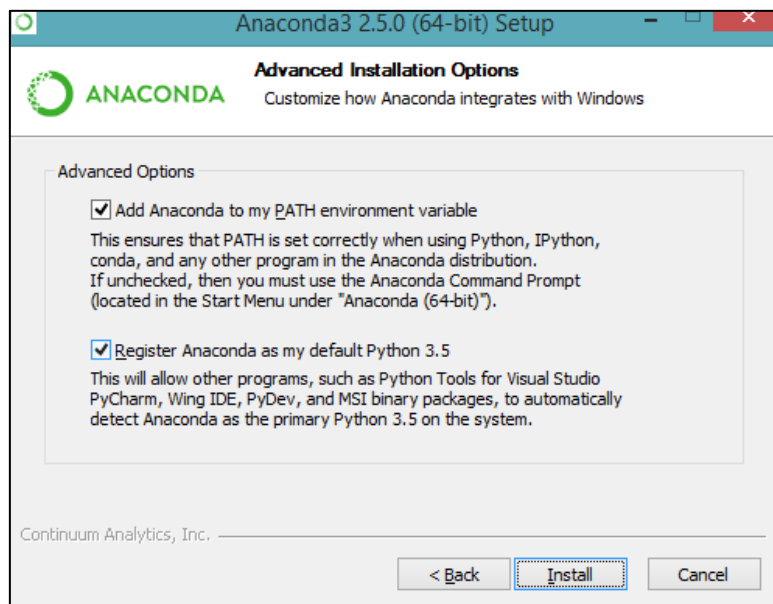 Anaconda3 2.5.0 (64-bit) Setup
ANACONDA
Advanced Installation Options
Customize how Anaconda integrates with Windows
Advanced Options
Add Anaconda to my PATH environment variable
This ensures that PATH is set correctly when using Python, IPython,
conda, and any other program in the Anaconda distribution.
If unchecked, then you must use the Anaconda Command Prompt
(located in the Start Menu under "Anaconda (64-bit)").
Register Anaconda as my default Python 3.5
This will allow other programs, such as Python Tools for Visual Studio
PyCharm, Wing IDE, PyDev, and MSI binary packages, to automatically
detect Anaconda as the primary Python 3.5 on the system.
Continuum Analytics, Inc.
< Back
Install
Cancel